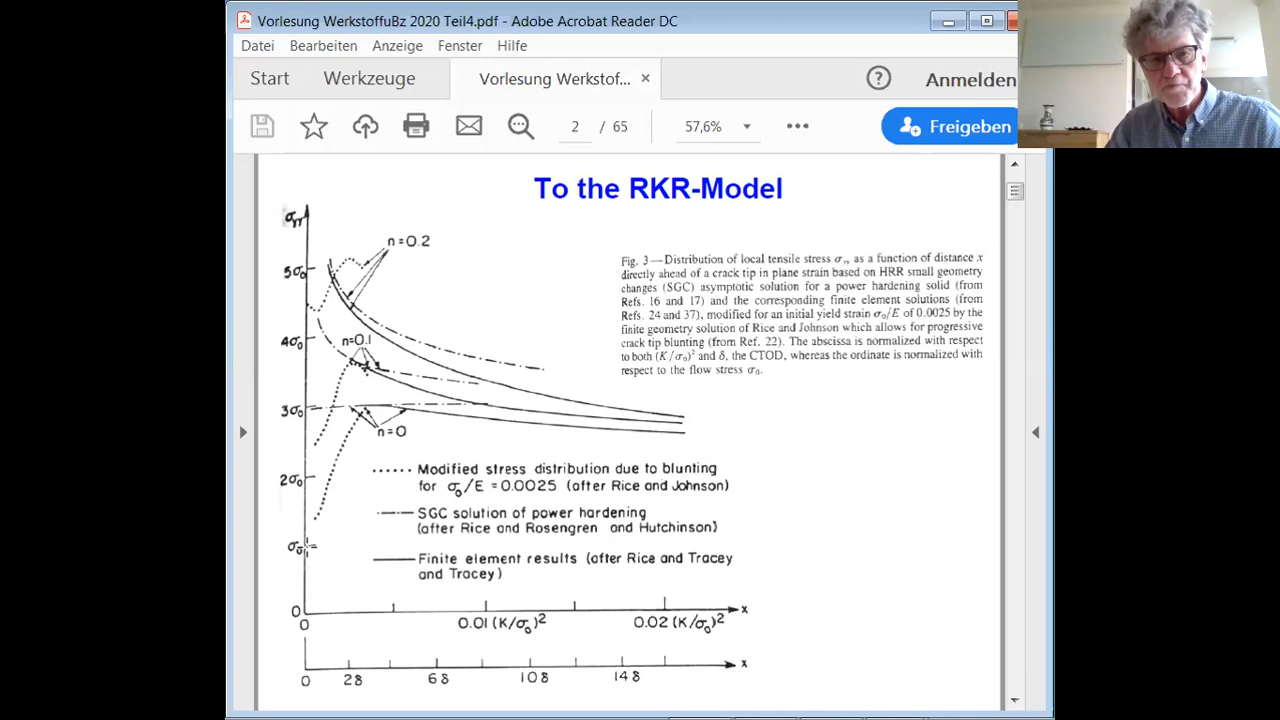 Vorlesung WerkstoffuBz 2020 Teil4.pdf - Adobe Acrobat Reader DC
Datei Bearbeiten Anzeige Fenster Hilfe
Start Werkzeuge Vorlesung Werkstof... × ? Anmelden
2 / 65 57,6% Freigeben
To the RKR-Model
σyy
n=0.2
5σ₀
4σ₀
n=0.1
3σ₀
n=0
2σ₀
σ₀
0
Fig. 3—Distribution of local tensile stress σyy as a function of distance x
directly ahead of a crack tip in plane strain based on HRR small geometry
changes (SGC) asymptotic solution for a power hardening solid (from
Refs. 16 and 17) and the corresponding finite element solutions (from
Refs. 24 and 37), modified for an initial yield strain σ₀/E of 0.0025 by the
finite geometry solution of Rice and Johnson which allows for progressive
crack tip blunting (from Ref. 22). The abscissa is normalized with respect
to both (K/σ₀)² and δ, the CTOD, whereas the ordinate is normalized with
respect to the flow stress σ₀.
Modified stress distribution due to blunting
for σ₀/E = 0.0025 (after Rice and Johnson)
SGC solution of power hardening
(after Rice and Rosengren and Hutchinson)
Finite element results (after Rice and Tracey
and Tracey)
x
0 0.01 (K/σ₀)² 0.02 (K/σ₀)²
x
0 2δ 6δ 10δ 14δ